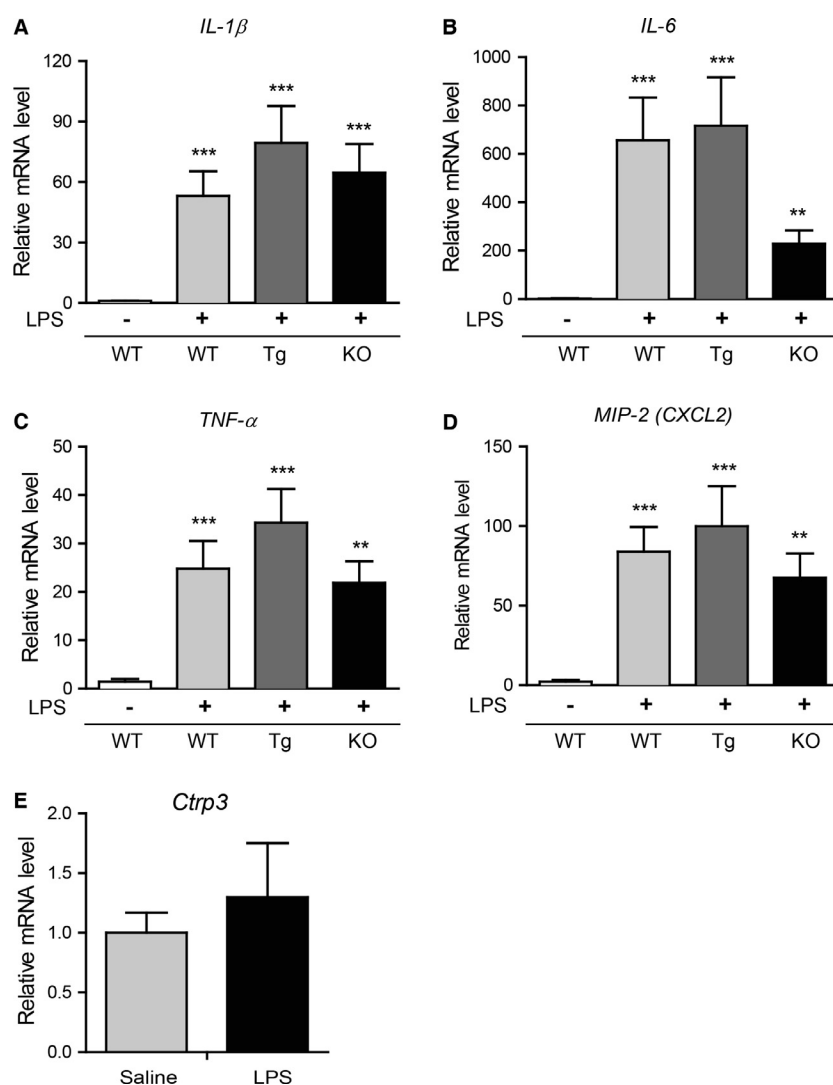 A
IL-1β
Relative mRNA level
120
90
60
30
0
***
***
***
LPS - + + +
WT WT Tg KO
B
IL-6
Relative mRNA level
1000
800
600
400
200
0
***
***
**
LPS - + + +
WT WT Tg KO
C
TNF-α
Relative mRNA level
50
40
30
20
10
0
***
***
**
LPS - + + +
WT WT Tg KO
D
MIP-2 (CXCL2)
Relative mRNA level
150
100
50
0
***
***
**
LPS - + + +
WT WT Tg KO
E
Ctrp3
Relative mRNA level
2.0
1.5
1.0
0.5
0.0
Saline LPS